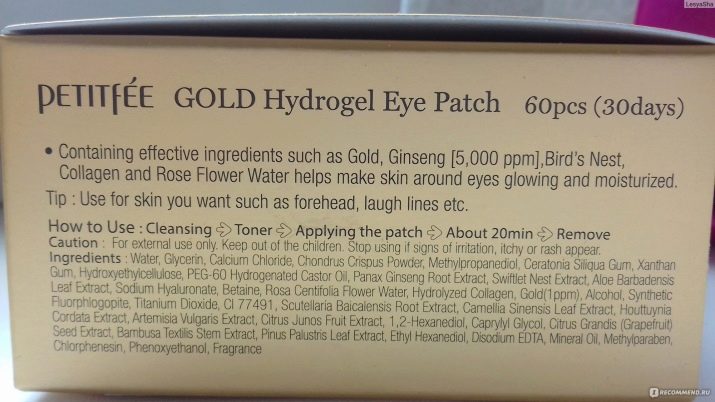 LesyaSha
PETITFÉE GOLD Hydrogel Eye Patch 60pcs (30days)
• Containing effective ingredients such as Gold, Ginseng [5,000 ppm],Bird's Nest,
Collagen and Rose Flower Water helps make skin around eyes glowing and moisturized.
Tip : Use for skin you want such as forehead, laugh lines etc.
How to Use : Cleansing ⇨ Toner ⇨ Applying the patch ⇨ About 20min ⇨ Remove
Caution : For external use only. Keep out of the children. Stop using if signs of irritation, itchy or rash appear.
Ingredients : Water, Glycerin, Calcium Chloride, Chondrus Crispus Powder, Methylpropanediol, Ceratonia Siliqua Gum, Xanthan
Gum, Hydroxyethylcellulose, PEG-60 Hydrogenated Castor Oil, Panax Ginseng Root Extract, Swiftlet Nest Extract, Aloe Barbadensis
Leaf Extract, Sodium Hyaluronate, Betaine, Rosa Centifolia Flower Water, Hydrolyzed Collagen, Gold(1ppm), Alcohol, Synthetic
Fluorphlogopite, Titanium Dioxide, CI 77491, Scutellaria Baicalensis Root Extract, Camellia Sinensis Leaf Extract, Houttuynia
Cordata Extract, Artemisia Vulgaris Extract, Citrus Junos Fruit Extract, 1,2-Hexanediol, Caprylyl Glycol, Citrus Grandis (Grapefruit)
Seed Extract, Bambusa Textilis Stem Extract, Pinus Palustris Leaf Extract, Ethyl Hexanediol, Disodium EDTA, Mineral Oil, Methylparaben,
Chlorphenesin, Phenoxyethanol, Fragrance
RECOMMEND.RU